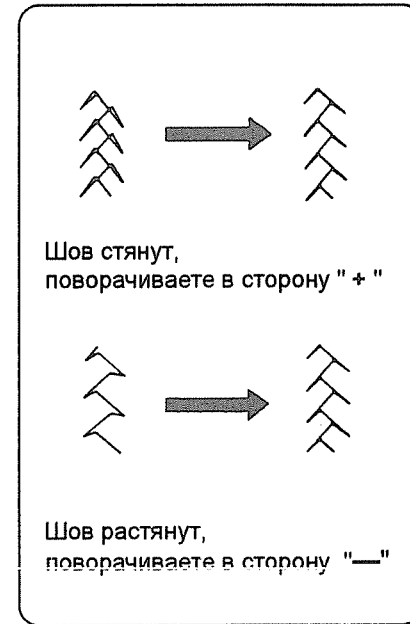 Шов стянут,
поворачиваете в сторону " + "
Шов растянут,
поворачиваете в сторону "—"